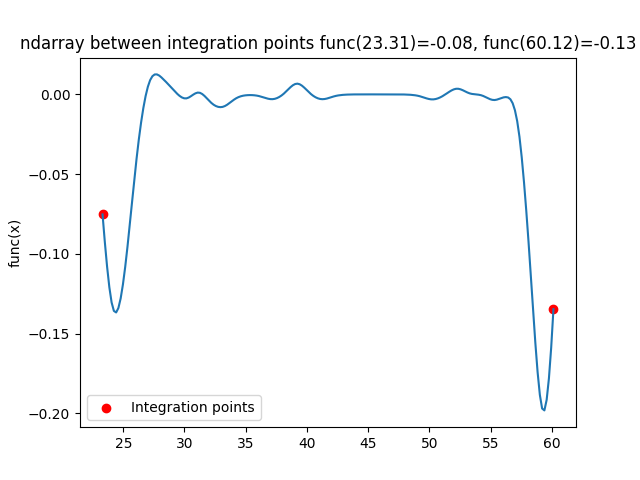 ndarray between integration points func(23.31)=-0.08, func(60.12)=-0.13
0.00
−0.05
−0.10
−0.15
−0.20
func(x)
Integration points
25 30 35 40 45 50 55 60